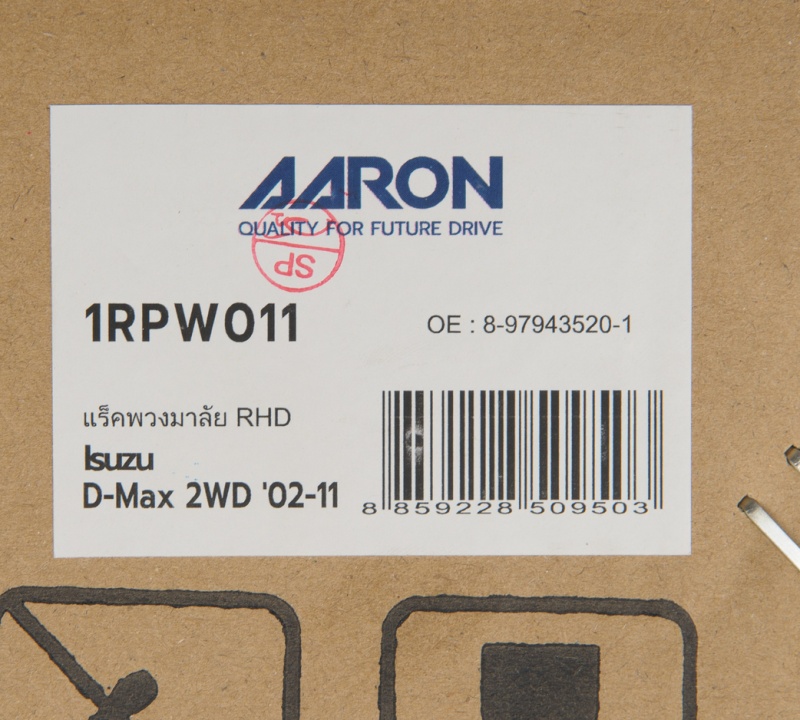 AARON
QUALITY FOR FUTURE DRIVE
SP
1RPW011
OE : 8-97943520-1
แร็คพวงมาลัย RHD
Isuzu
D-Max 2WD '02-11
8 859228 509503